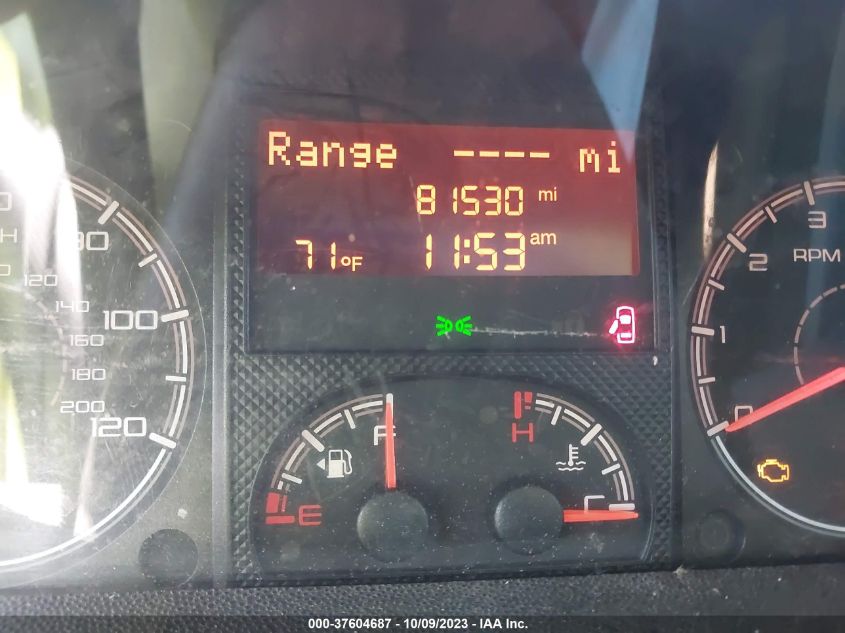 Range ---- mi
81530 mi
71°F 11:53 am
80
100
120
120
140
160
180
200
H
3
2
1
0
RPM
F
E
H
C
000-37604687 - 10/09/2023 - IAA Inc.